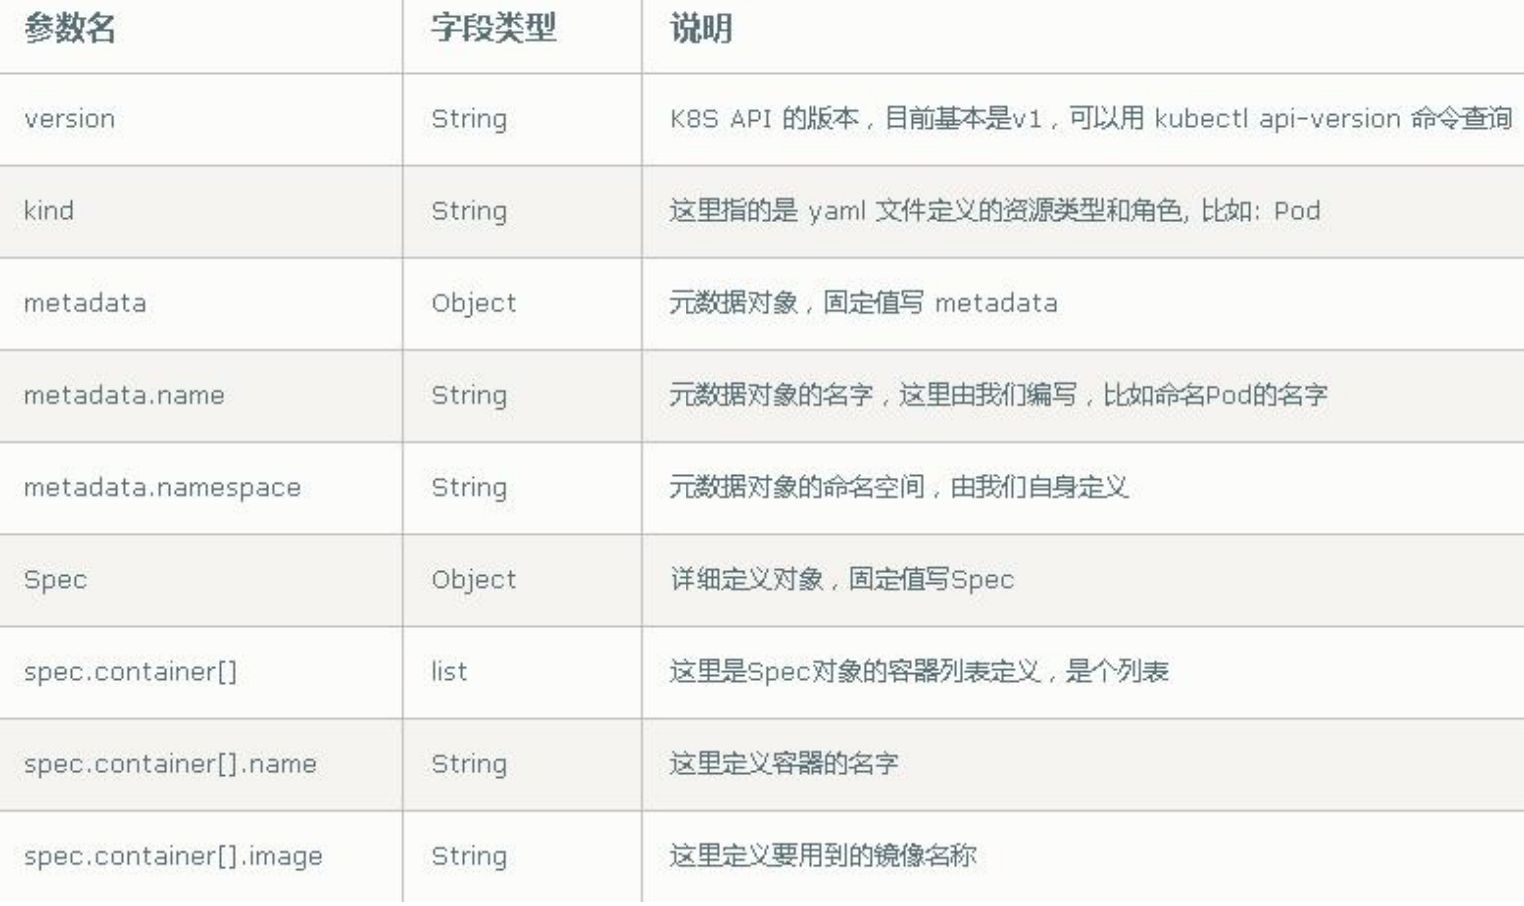 参数名 字段类型 说明
version String K8S API 的版本，目前基本是v1，可以用 kubectl api-version 命令查询
kind String 这里指的是 yaml 文件定义的资源类型和角色, 比如: Pod
metadata Object 元数据对象，固定值写 metadata
metadata.name String 元数据对象的名字，这里由我们编写，比如命名Pod的名字
metadata.namespace String 元数据对象的命名空间，由我们自身定义
Spec Object 详细定义对象，固定值写Spec
spec.container[] list 这里是Spec对象的容器列表定义，是个列表
spec.container[].name String 这里定义容器的名字
spec.container[].image String 这里定义要用到的镜像名称